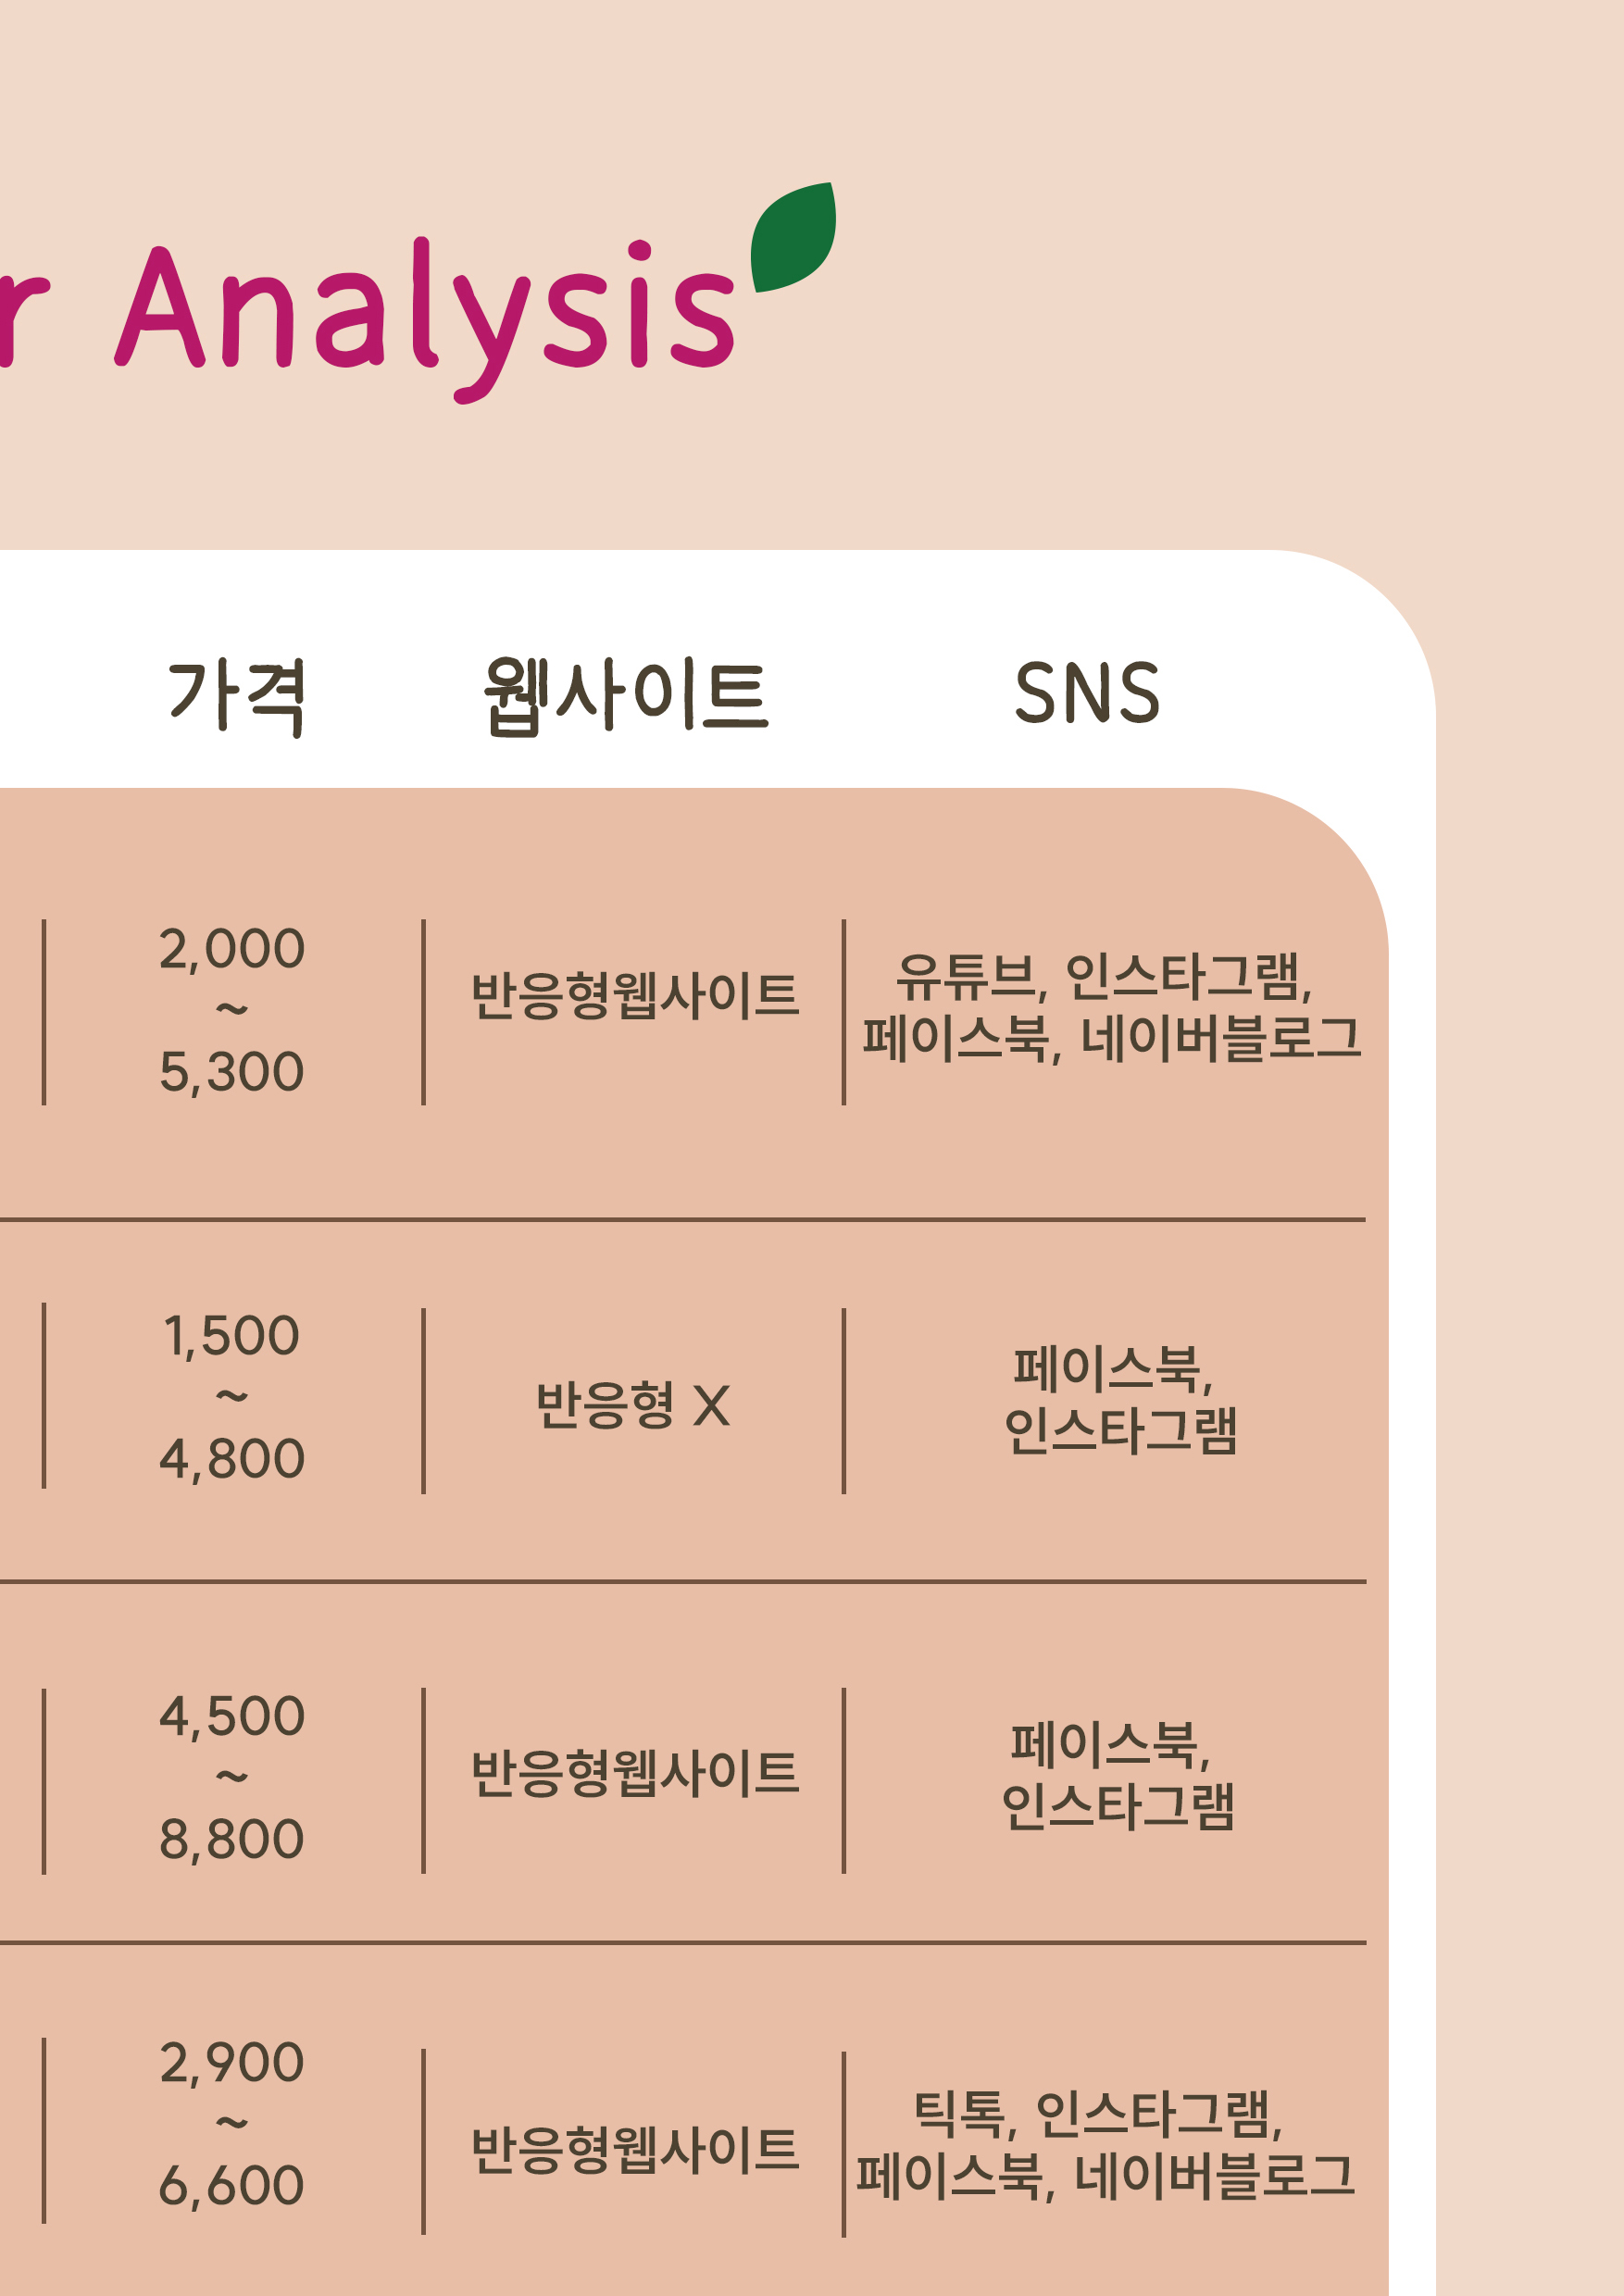 r Analysis
가격 웹사이트 SNS
2,000
~
5,300
반응형웹사이트
유튜브, 인스타그램,
페이스북, 네이버블로그
1,500
~
4,800
반응형 X
페이스북,
인스타그램
4,500
~
8,800
반응형웹사이트
페이스북,
인스타그램
2,900
~
6,600
반응형웹사이트
틱톡, 인스타그램,
페이스북, 네이버블로그